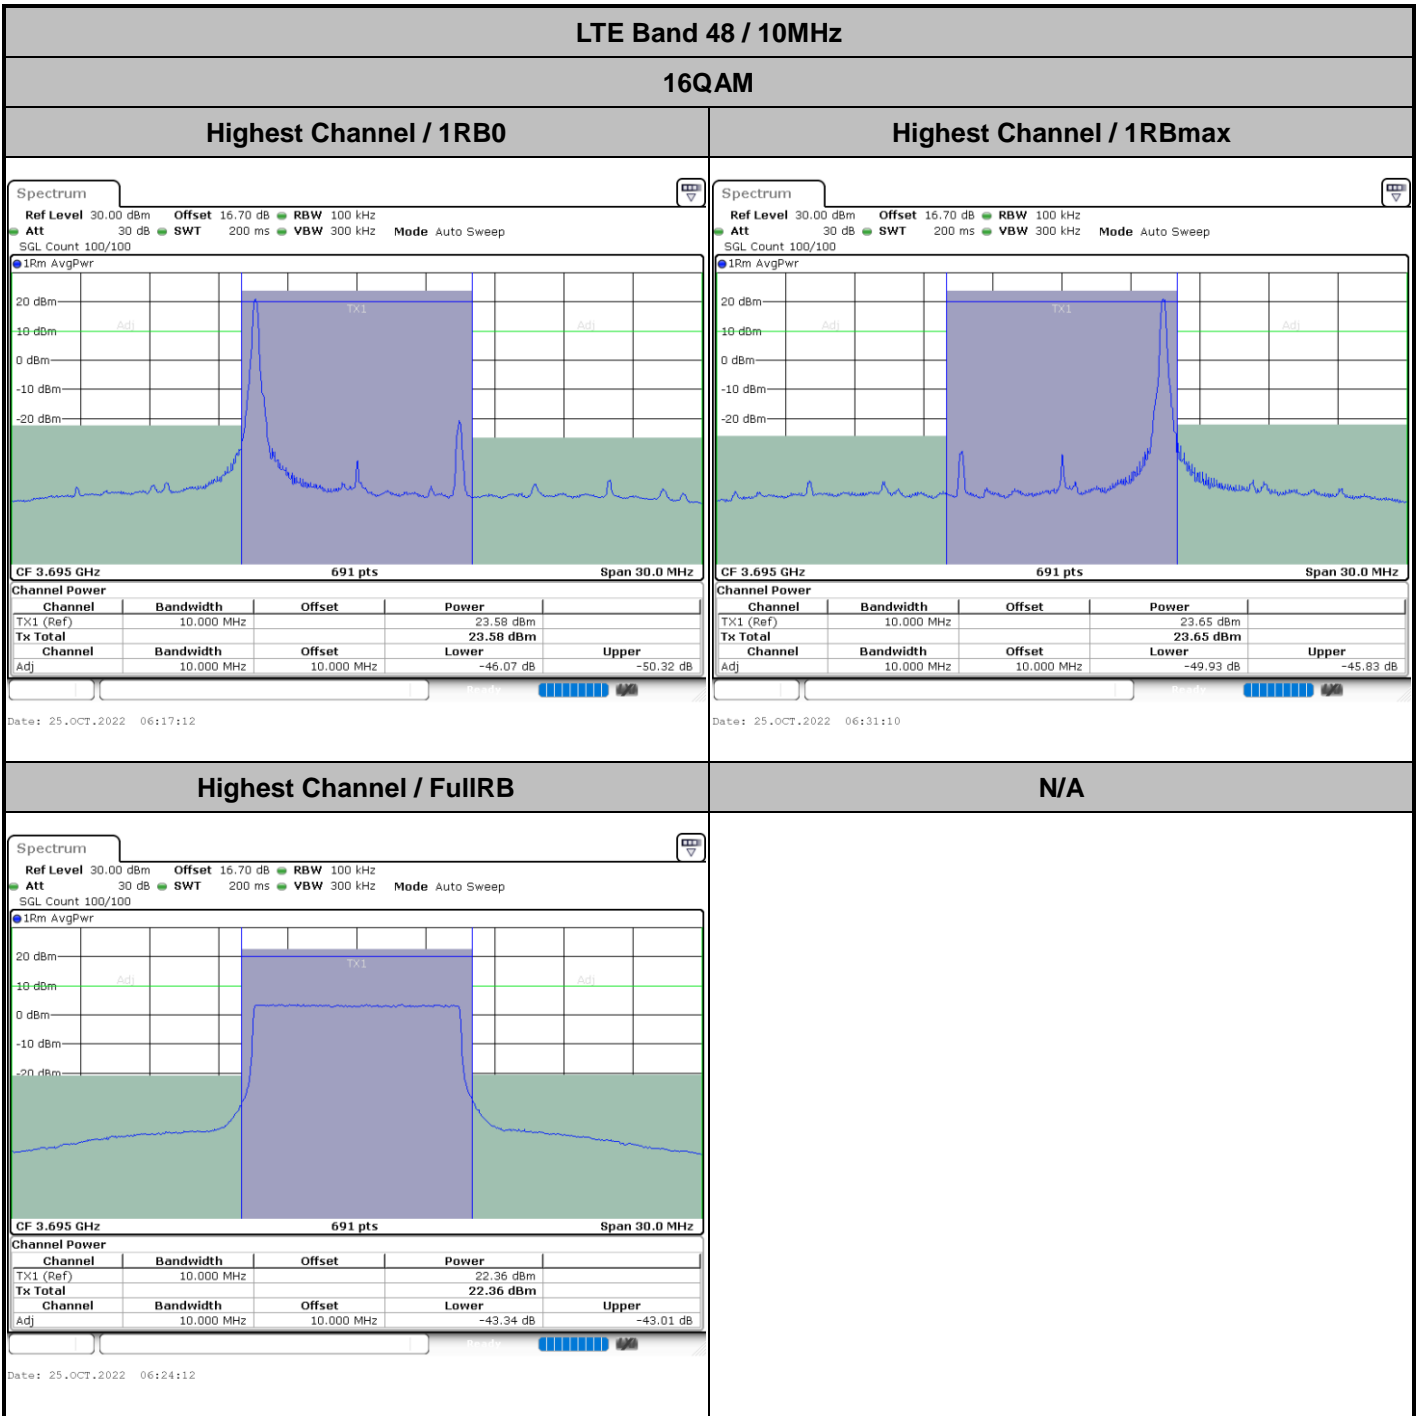 LTE Band 48 / 10MHz
16QAM
Highest Channel / 1RB0
Highest Channel / 1RBmax
Spectrum
Ref Level 30.00 dBm Offset 16.70 dB RBW 100 kHz
Att 30 dB SWT 200 ms VBW 300 kHz Mode Auto Sweep
SGL Count 100/100
1Rm AvgPwr
TX1
20 dBm
Adj
Adj
10 dBm
0 dBm
-10 dBm
-20 dBm
CF 3.695 GHz 691 pts Span 30.0 MHz
Channel Power
Channel Bandwidth Offset Power
TX1 (Ref) 10.000 MHz 23.58 dBm
Tx Total 23.58 dBm
Channel Bandwidth Offset Lower Upper
Adj 10.000 MHz 10.000 MHz -46.07 dB -50.32 dB
Ready
Date: 25.OCT.2022 06:17:12
Spectrum
Ref Level 30.00 dBm Offset 16.70 dB RBW 100 kHz
Att 30 dB SWT 200 ms VBW 300 kHz Mode Auto Sweep
SGL Count 100/100
1Rm AvgPwr
TX1
20 dBm
Adj
Adj
10 dBm
0 dBm
-10 dBm
-20 dBm
CF 3.695 GHz 691 pts Span 30.0 MHz
Channel Power
Channel Bandwidth Offset Power
TX1 (Ref) 10.000 MHz 23.65 dBm
Tx Total 23.65 dBm
Channel Bandwidth Offset Lower Upper
Adj 10.000 MHz 10.000 MHz -49.93 dB -45.83 dB
Ready
Date: 25.OCT.2022 06:31:10
Highest Channel / FullRB
N/A
Spectrum
Ref Level 30.00 dBm Offset 16.70 dB RBW 100 kHz
Att 30 dB SWT 200 ms VBW 300 kHz Mode Auto Sweep
SGL Count 100/100
1Rm AvgPwr
TX1
20 dBm
Adj
Adj
10 dBm
0 dBm
-10 dBm
-20 dBm
CF 3.695 GHz 691 pts Span 30.0 MHz
Channel Power
Channel Bandwidth Offset Power
TX1 (Ref) 10.000 MHz 22.36 dBm
Tx Total 22.36 dBm
Channel Bandwidth Offset Lower Upper
Adj 10.000 MHz 10.000 MHz -43.34 dB -43.01 dB
Ready
Date: 25.OCT.2022 06:24:12